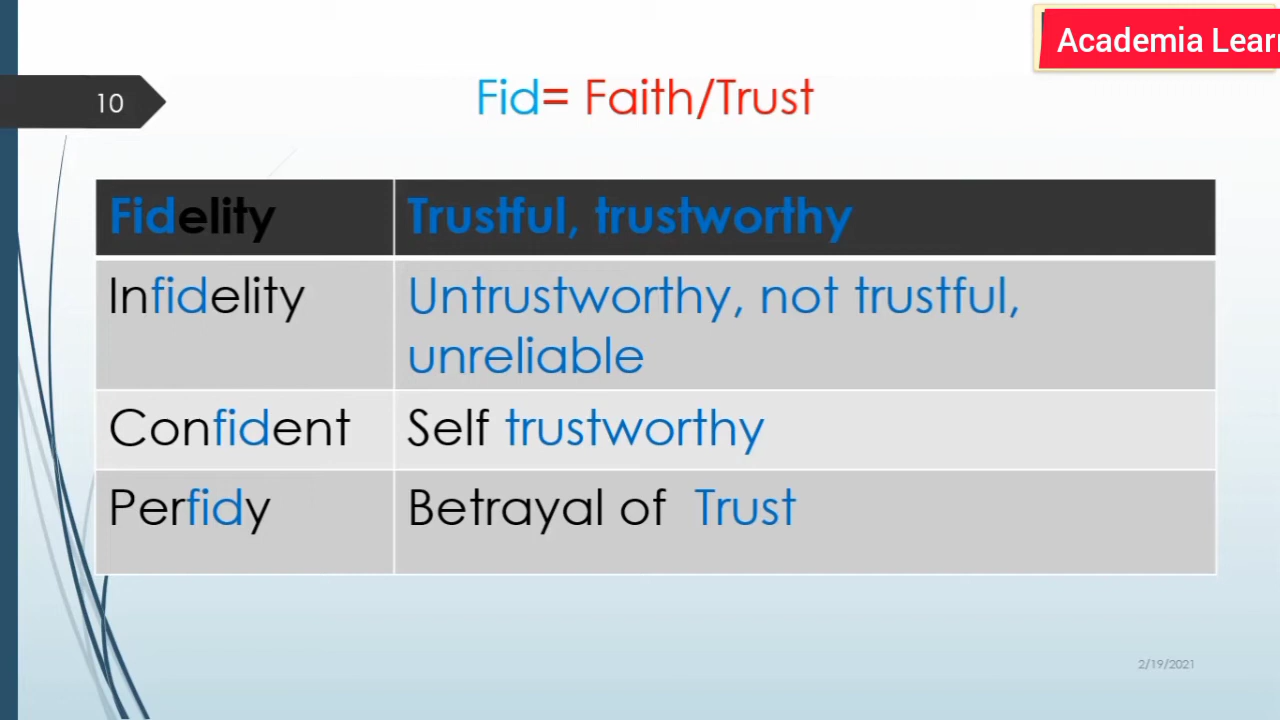 Academia Lear
10
Fid= Faith/Trust
Fidelity
Trustful, trustworthy
Infidelity
Untrustworthy, not trustful,
unreliable
Confident
Self trustworthy
Perfidy
Betrayal of Trust
2/19/2021